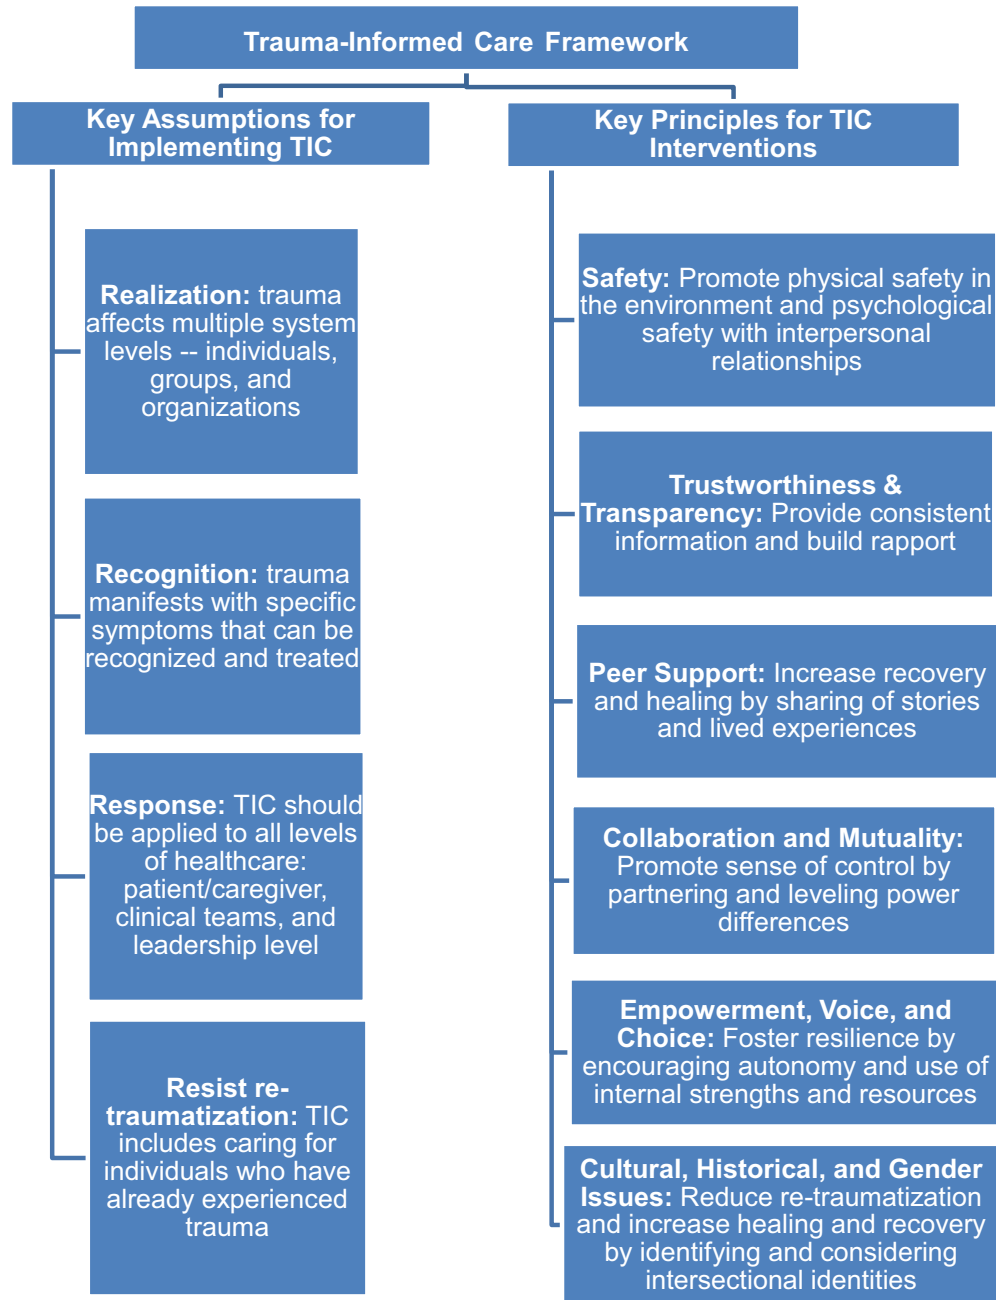 Trauma-Informed Care Framework
Key Assumptions for
Implementing TIC
Realization: trauma
affects multiple system
levels -- individuals,
groups, and
organizations
Recognition: trauma
manifests with specific
symptoms that can be
recognized and treated
Response: TIC should
be applied to all levels
of healthcare:
patient/caregiver,
clinical teams, and
leadership level
Resist re-
traumatization: TIC
includes caring for
individuals who have
already experienced
trauma
Key Principles for TIC
Interventions
Safety: Promote physical safety in
the environment and psychological
safety with interpersonal
relationships
Trustworthiness &
Transparency: Provide consistent
information and build rapport
Peer Support: Increase recovery
and healing by sharing of stories
and lived experiences
Collaboration and Mutuality:
Promote sense of control by
partnering and leveling power
differences
Empowerment, Voice, and
Choice: Foster resilience by
encouraging autonomy and use of
internal strengths and resources
Cultural, Historical, and Gender
Issues: Reduce re-traumatization
and increase healing and recovery
by identifying and considering
intersectional identities